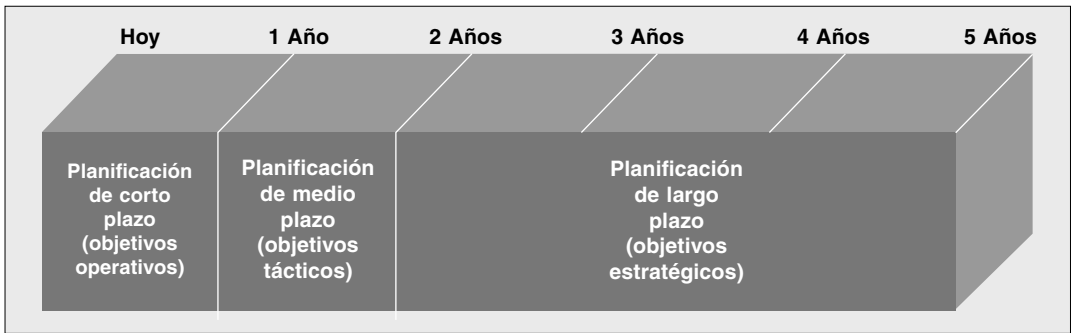 Hoy 1 Año 2 Años 3 Años 4 Años 5 Años
Planificación
de corto
plazo
(objetivos
operativos)
Planificación
de medio
plazo
(objetivos
tácticos)
Planificación
de largo
plazo
(objetivos
estratégicos)